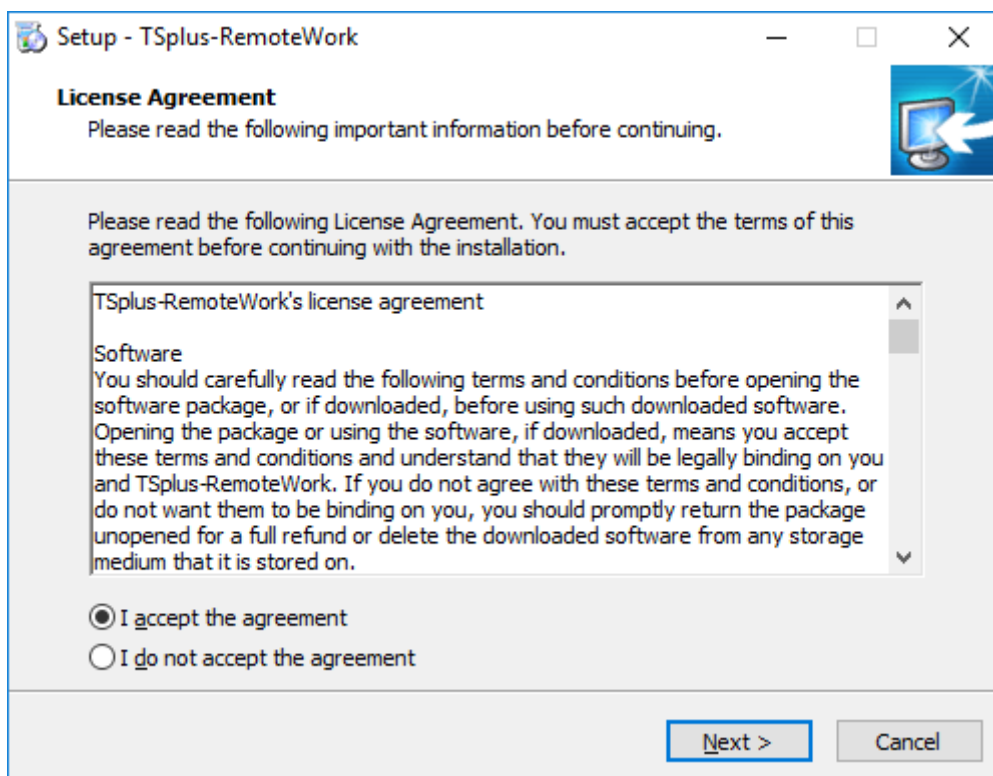 Setup - TSplus-RemoteWork
License Agreement
Please read the following important information before continuing.
Please read the following License Agreement. You must accept the terms of this
agreement before continuing with the installation.
TSplus-RemoteWork's license agreement
Software
You should carefully read the following terms and conditions before opening the
software package, or if downloaded, before using such downloaded software.
Opening the package or using the software, if downloaded, means you accept
these terms and conditions and understand that they will be legally binding on you
and TSplus-RemoteWork. If you do not agree with these terms and conditions, or
do not want them to be binding on you, you should promptly return the package
unopened for a full refund or delete the downloaded software from any storage
medium that it is stored on.
I accept the agreement
I do not accept the agreement
Next >
Cancel